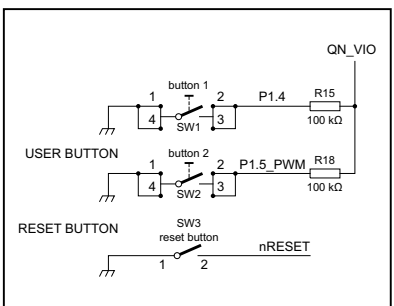 QN_VIO
button 1
1 2 P1.4 R15
4 3
SW1 100 kΩ
USER BUTTON
button 2
1 2 P1.5_PWM R18
4 3
SW2 100 kΩ
RESET BUTTON
SW3
reset button
nRESET
1 2